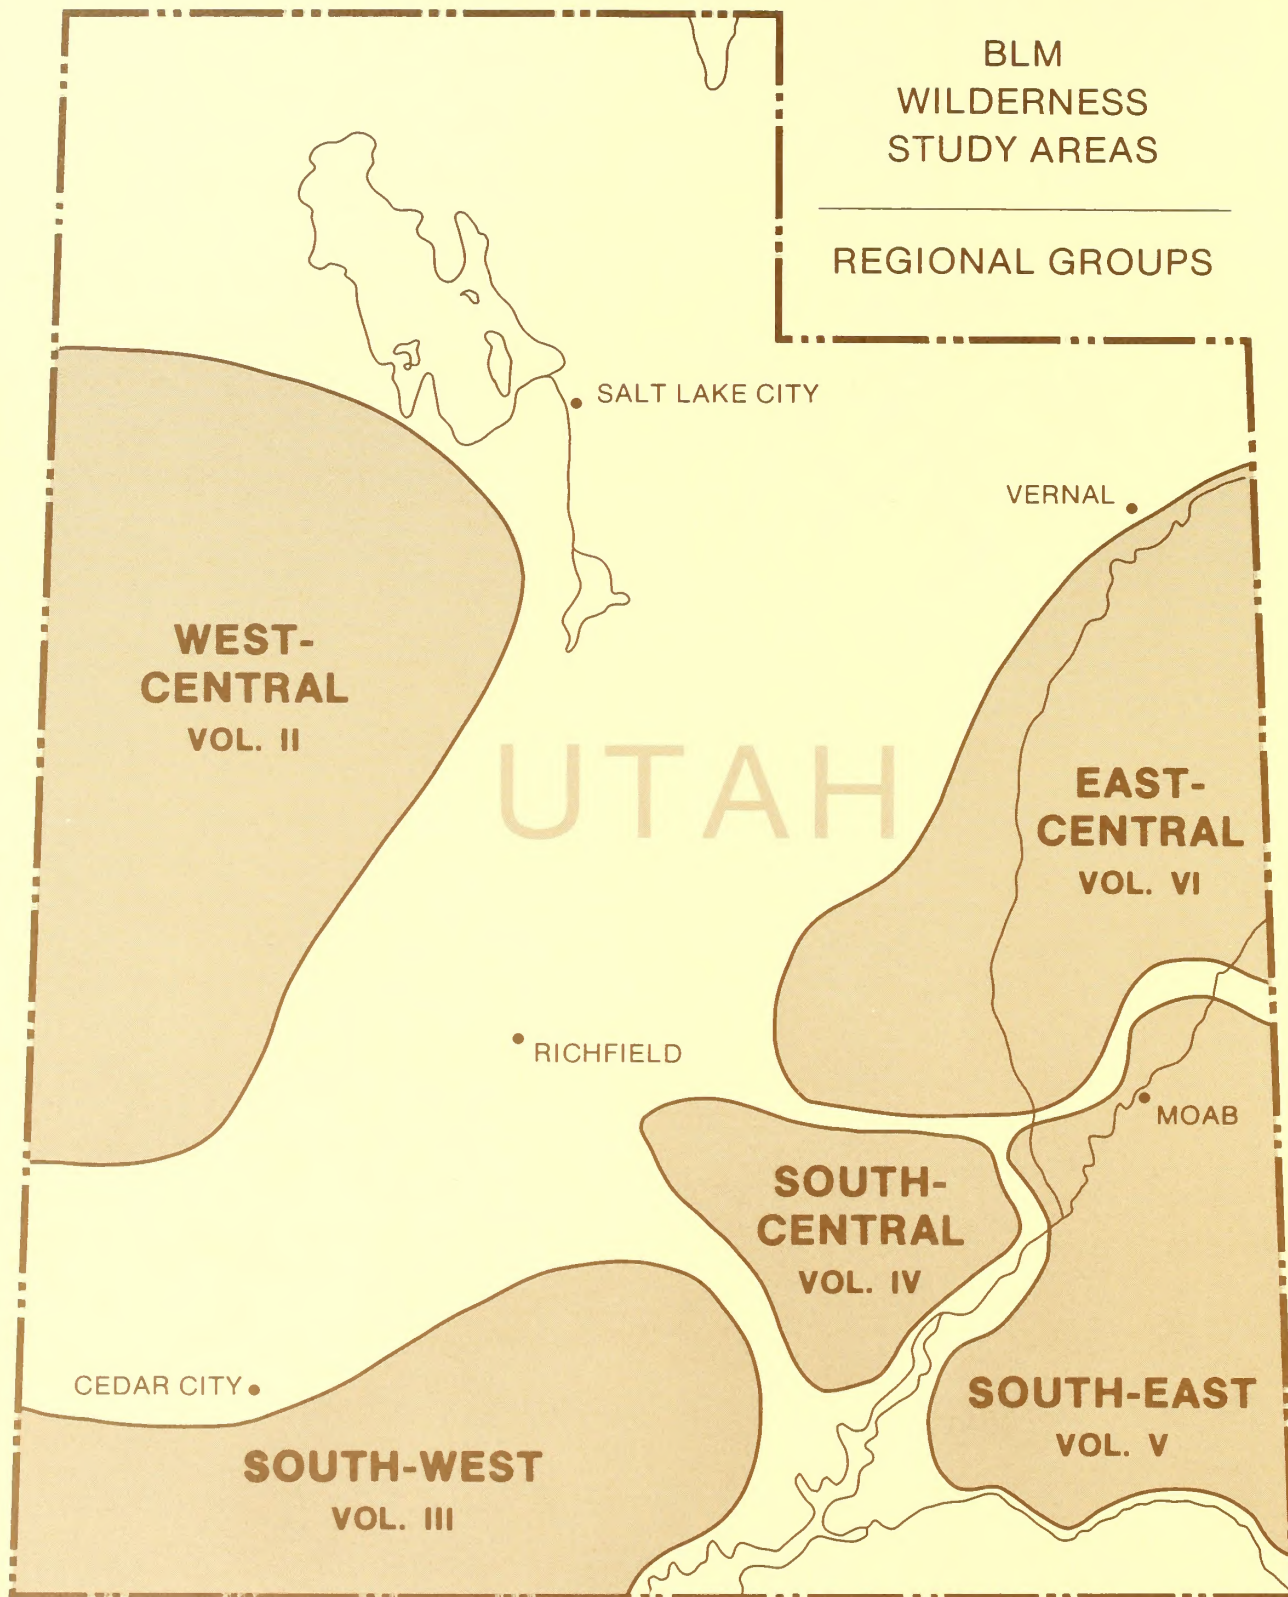 BLM
WILDERNESS
STUDY AREAS
REGIONAL GROUPS
SALT LAKE CITY
VERNAL
WEST-
CENTRAL
VOL. II
UTAH
EAST-
CENTRAL
VOL. VI
RICHFIELD
MOAB
SOUTH-
CENTRAL
VOL. IV
CEDAR CITY
SOUTH-EAST
VOL. V
SOUTH-WEST
VOL. III